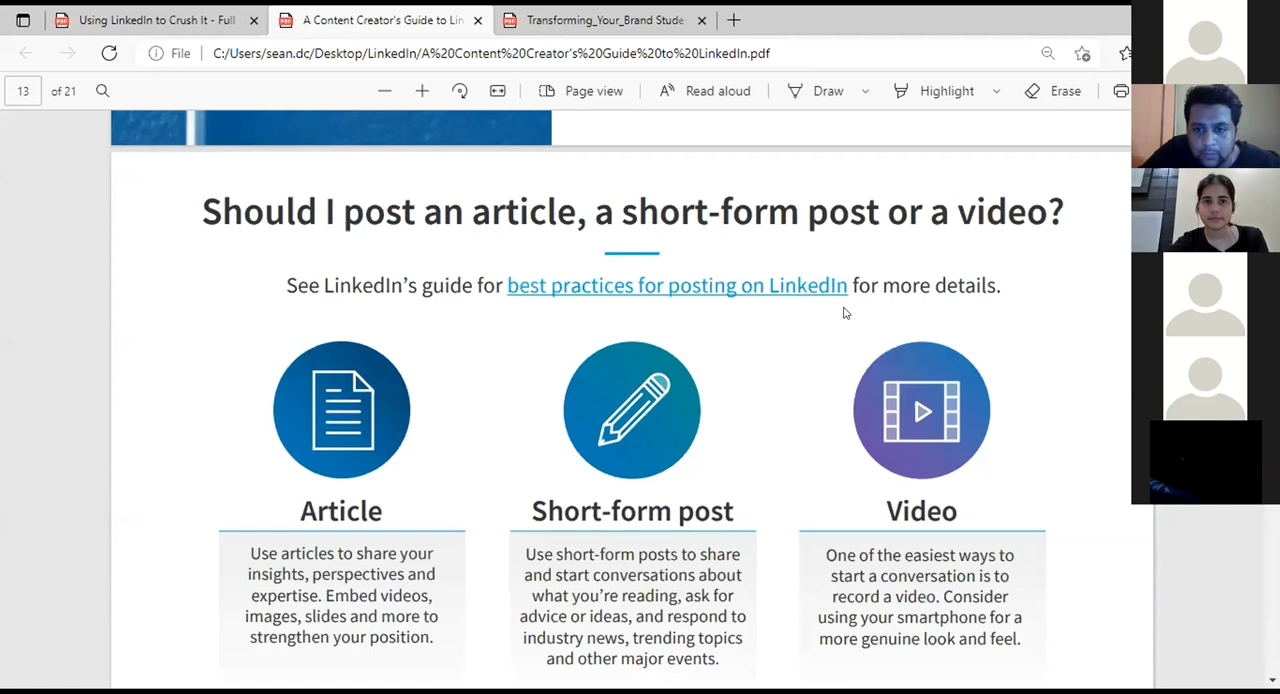 Using LinkedIn to Crush It - Full
A Content Creator's Guide to Lin
Transforming_Your_Brand Stude
File
C:/Users/sean.dc/Desktop/LinkedIn/A%20Content%20Creator's%20Guide%20to%20LinkedIn.pdf
13 of 21
Page view
Read aloud
Draw
Highlight
Erase
Should I post an article, a short-form post or a video?
See LinkedIn's guide for best practices for posting on LinkedIn for more details.
Article
Use articles to share your
insights, perspectives and
expertise. Embed videos,
images, slides and more to
strengthen your position.
Short-form post
Use short-form posts to share
and start conversations about
what you're reading, ask for
advice or ideas, and respond to
industry news, trending topics
and other major events.
Video
One of the easiest ways to
start a conversation is to
record a video. Consider
using your smartphone for a
more genuine look and feel.